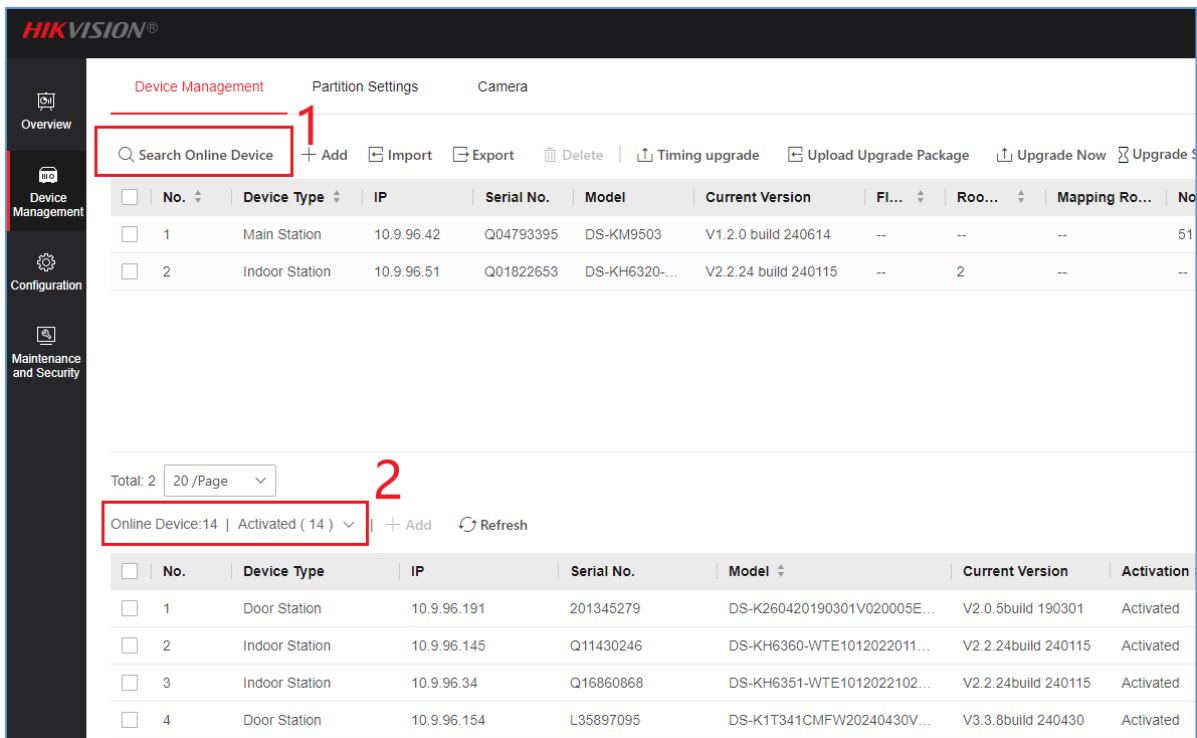 HIKVISION®
Overview
Device Management
Configuration
Maintenance and Security
Device Management Partition Settings Camera
1
Search Online Device + Add Import Export Delete Timing upgrade Upload Upgrade Package Upgrade Now Upgrade S
No. Device Type IP Serial No. Model Current Version Fl... Roo... Mapping Ro... No
1 Main Station 10.9.96.42 Q04793395 DS-KM9503 V1.2.0 build 240614 -- -- -- 51
2 Indoor Station 10.9.96.51 Q01822653 DS-KH6320-... V2.2.24 build 240115 -- 2 -- --
Total: 2 20 /Page
2
Online Device:14 | Activated ( 14 ) | + Add Refresh
No. Device Type IP Serial No. Model Current Version Activation
1 Door Station 10.9.96.191 201345279 DS-K260420190301V020005E... V2.0.5build 190301 Activated
2 Indoor Station 10.9.96.145 Q11430246 DS-KH6360-WTE1012022011... V2.2.24build 240115 Activated
3 Indoor Station 10.9.96.34 Q16860868 DS-KH6351-WTE1012022102... V2.2.24build 240115 Activated
4 Door Station 10.9.96.154 L35897095 DS-K1T341CMFW20240430V... V3.3.8build 240430 Activated